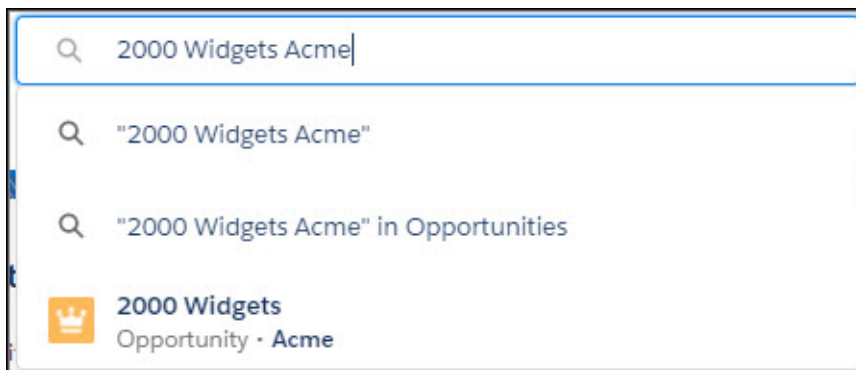 2000 Widgets Acme
"2000 Widgets Acme"
"2000 Widgets Acme" in Opportunities
2000 Widgets
Opportunity • Acme